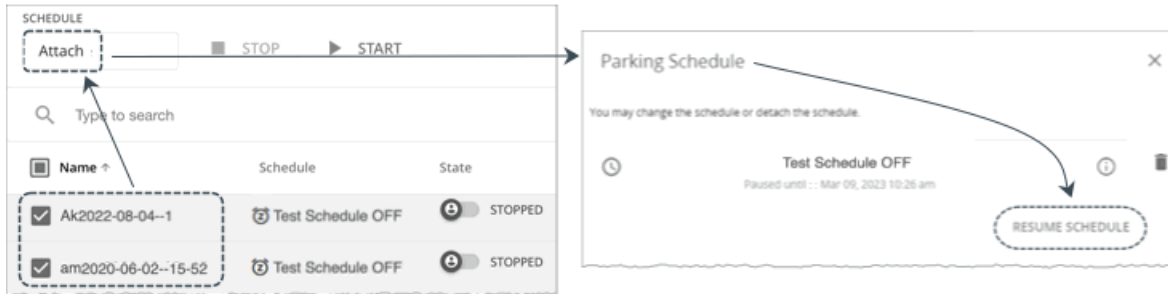 SCHEDULE
Attach
STOP
START
Type to search
Name ↑
Schedule
State
Ak2022-08-04--1
Test Schedule OFF
STOPPED
am2020-06-02--15-52
Test Schedule OFF
STOPPED
Parking Schedule
You may change the schedule or detach the schedule.
Test Schedule OFF
Paused until : : Mar 09, 2023 10:26 am
RESUME SCHEDULE